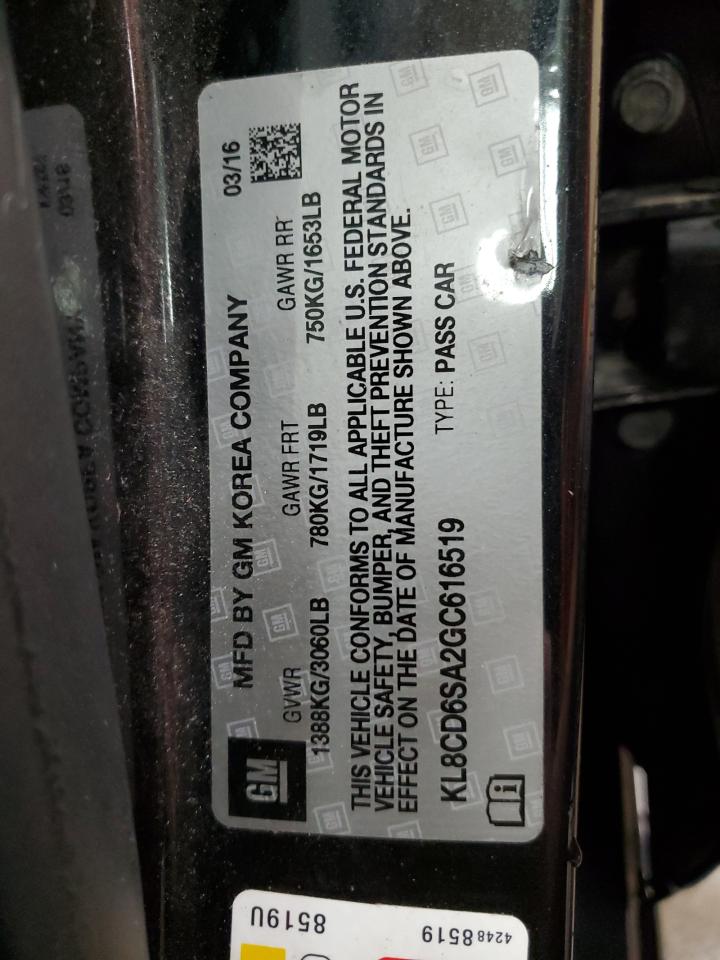 MFD BY GM KOREA COMPANY 03/16
GVWR GAWR FRT GAWR RR
1388KG/3060LB 780KG/1719LB 750KG/1653LB
THIS VEHICLE CONFORMS TO ALL APPLICABLE U.S. FEDERAL MOTOR
VEHICLE SAFETY, BUMPER, AND THEFT PREVENTION STANDARDS IN
EFFECT ON THE DATE OF MANUFACTURE SHOWN ABOVE.
KL8CD6SA2GC616519 TYPE: PASS CAR
GM
8519U
42488519